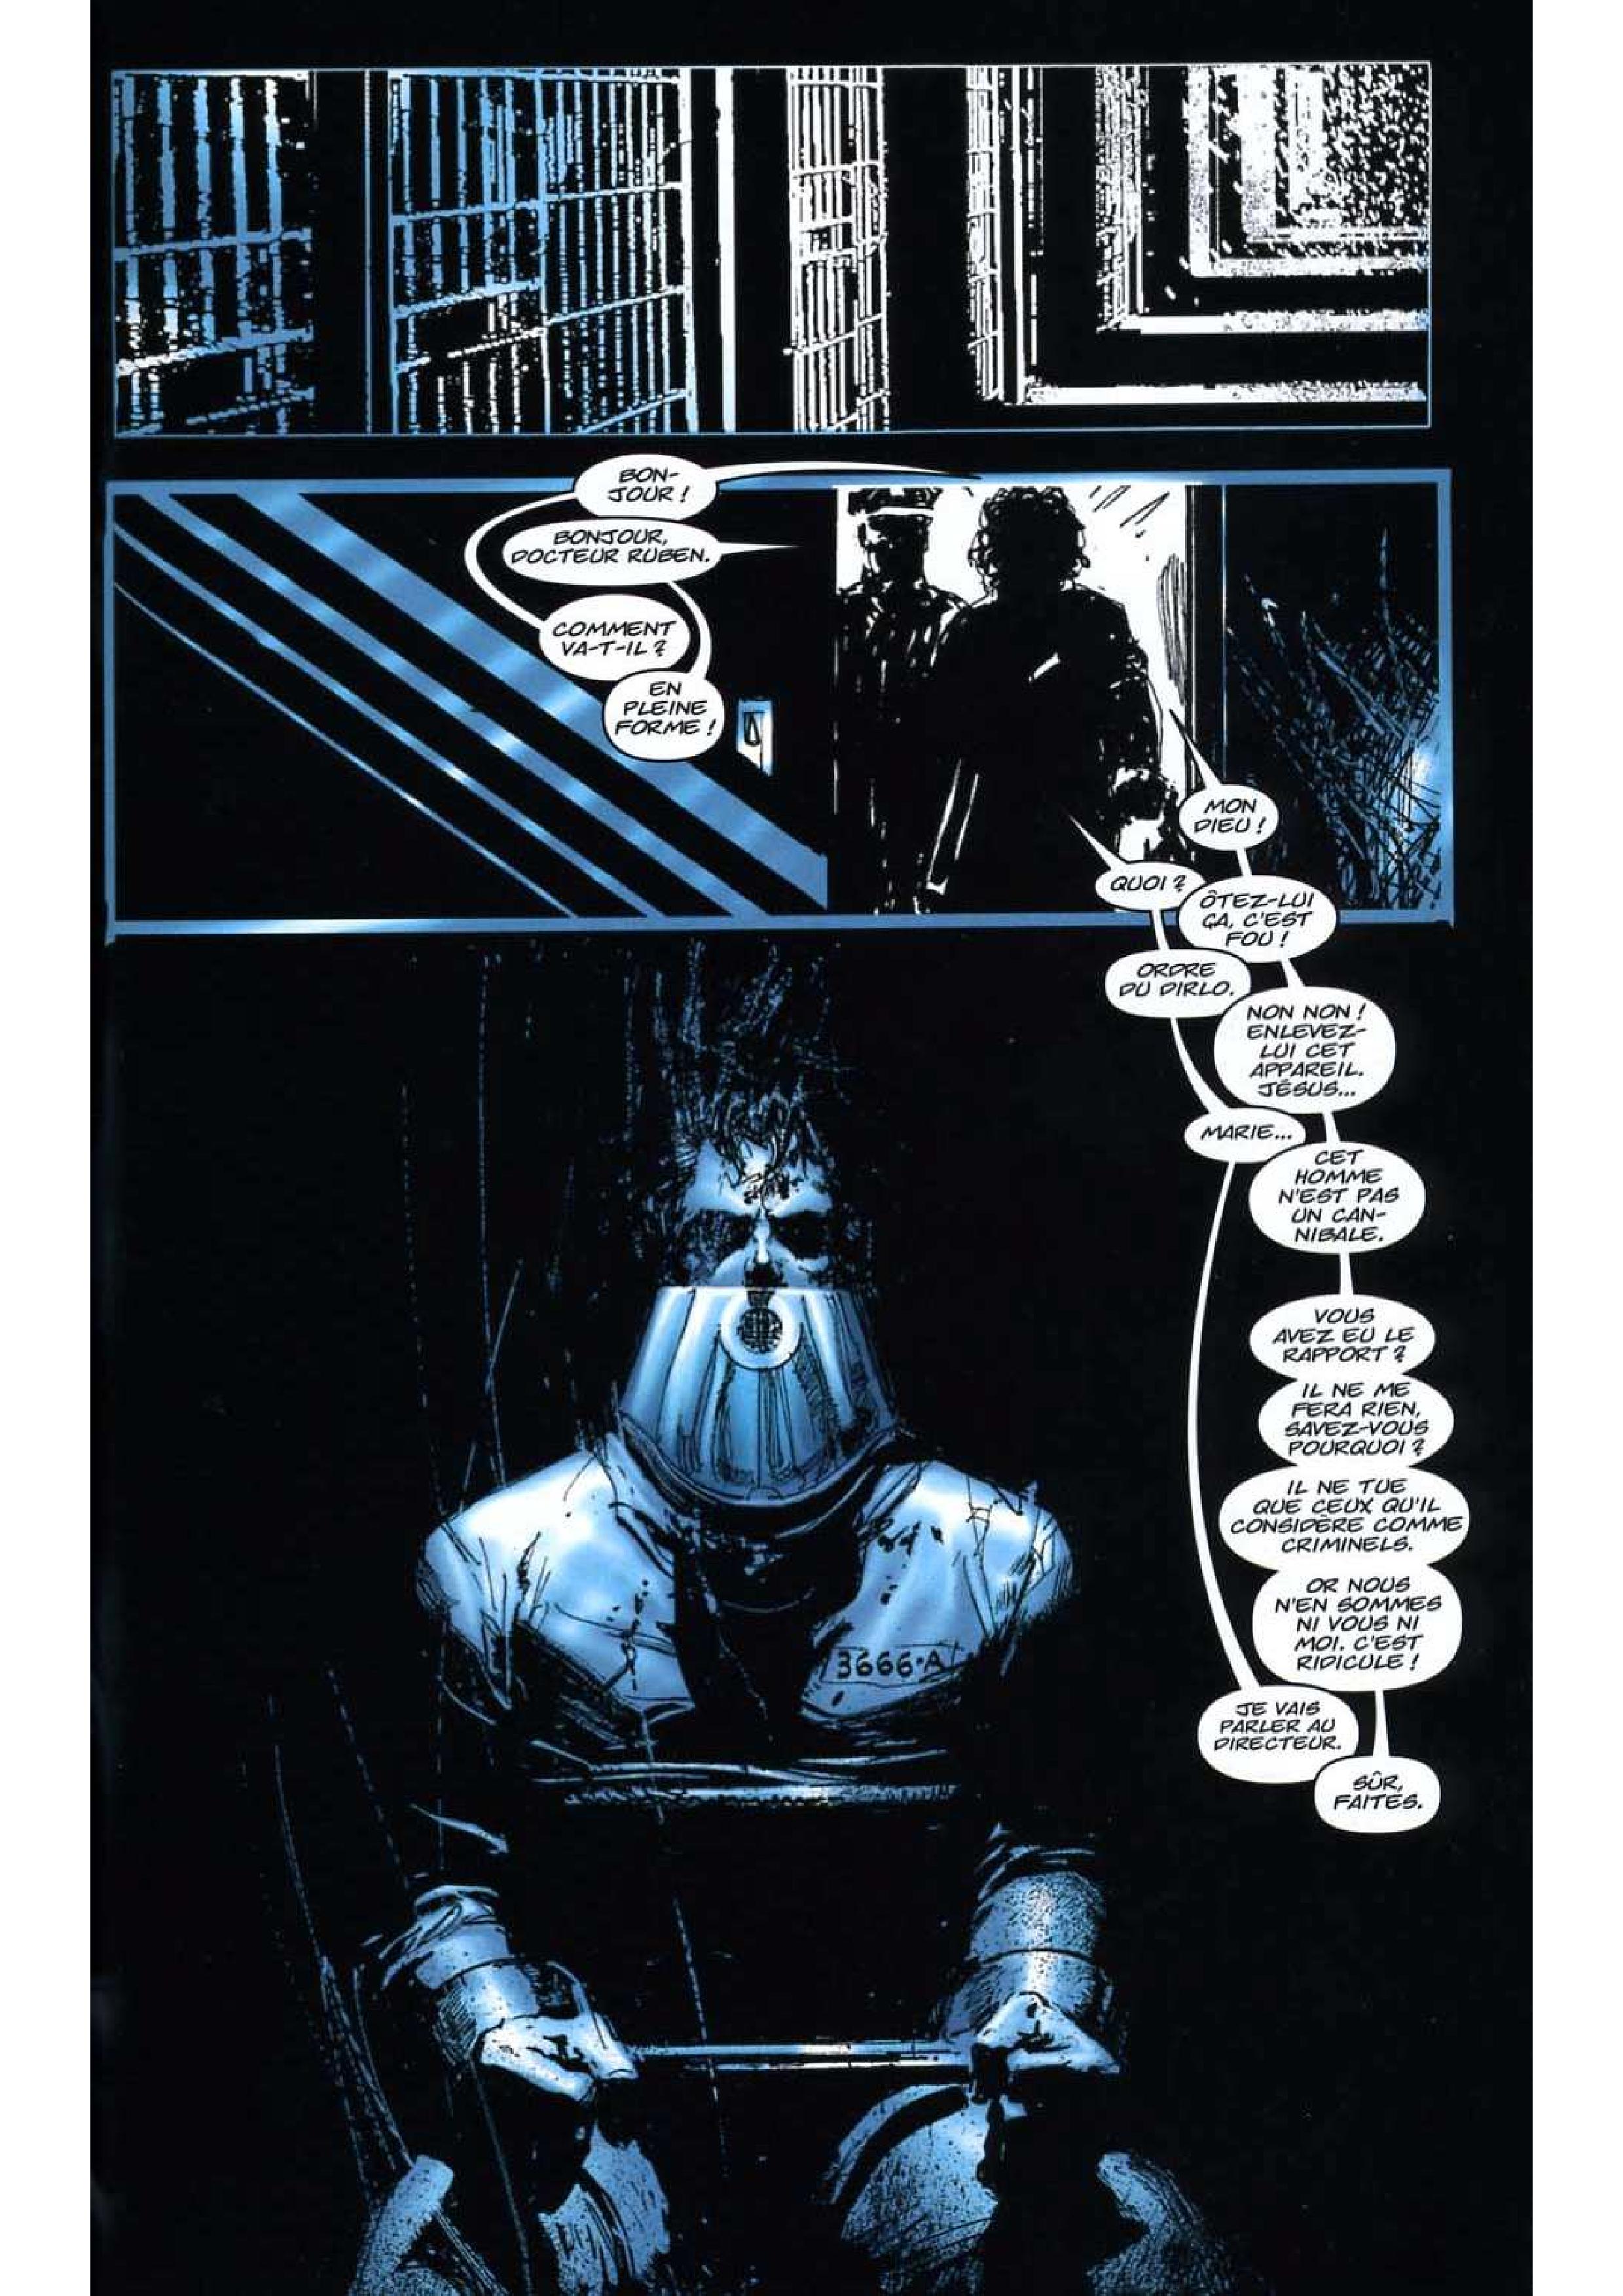 BON-
JOUR !
BONJOUR,
DOCTEUR RUBEN.
COMMENT
VA-T-IL ?
EN
PLEINE
FORME !
MON
DIEU !
QUOI ?
ÔTEZ-LUI
ÇA, C'EST
FOU !
ORDRE
DU DIRLO.
NON NON !
ENLEVEZ-
LUI CET
APPAREIL.
JÉSUS...
MARIE...
CET
HOMME
N'EST PAS
UN CAN-
NIBALE.
VOUS
AVEZ EU LE
RAPPORT ?
IL NE ME
FERA RIEN,
SAVEZ-VOUS
POURQUOI ?
IL NE TUE
QUE CEUX QU'IL
CONSIDÈRE COMME
CRIMINELS.
OR NOUS
N'EN SOMMES
NI VOUS NI
MOI. C'EST
RIDICULE !
JE VAIS
PARLER AU
DIRECTEUR.
SÛR,
FAITES.
3666·A